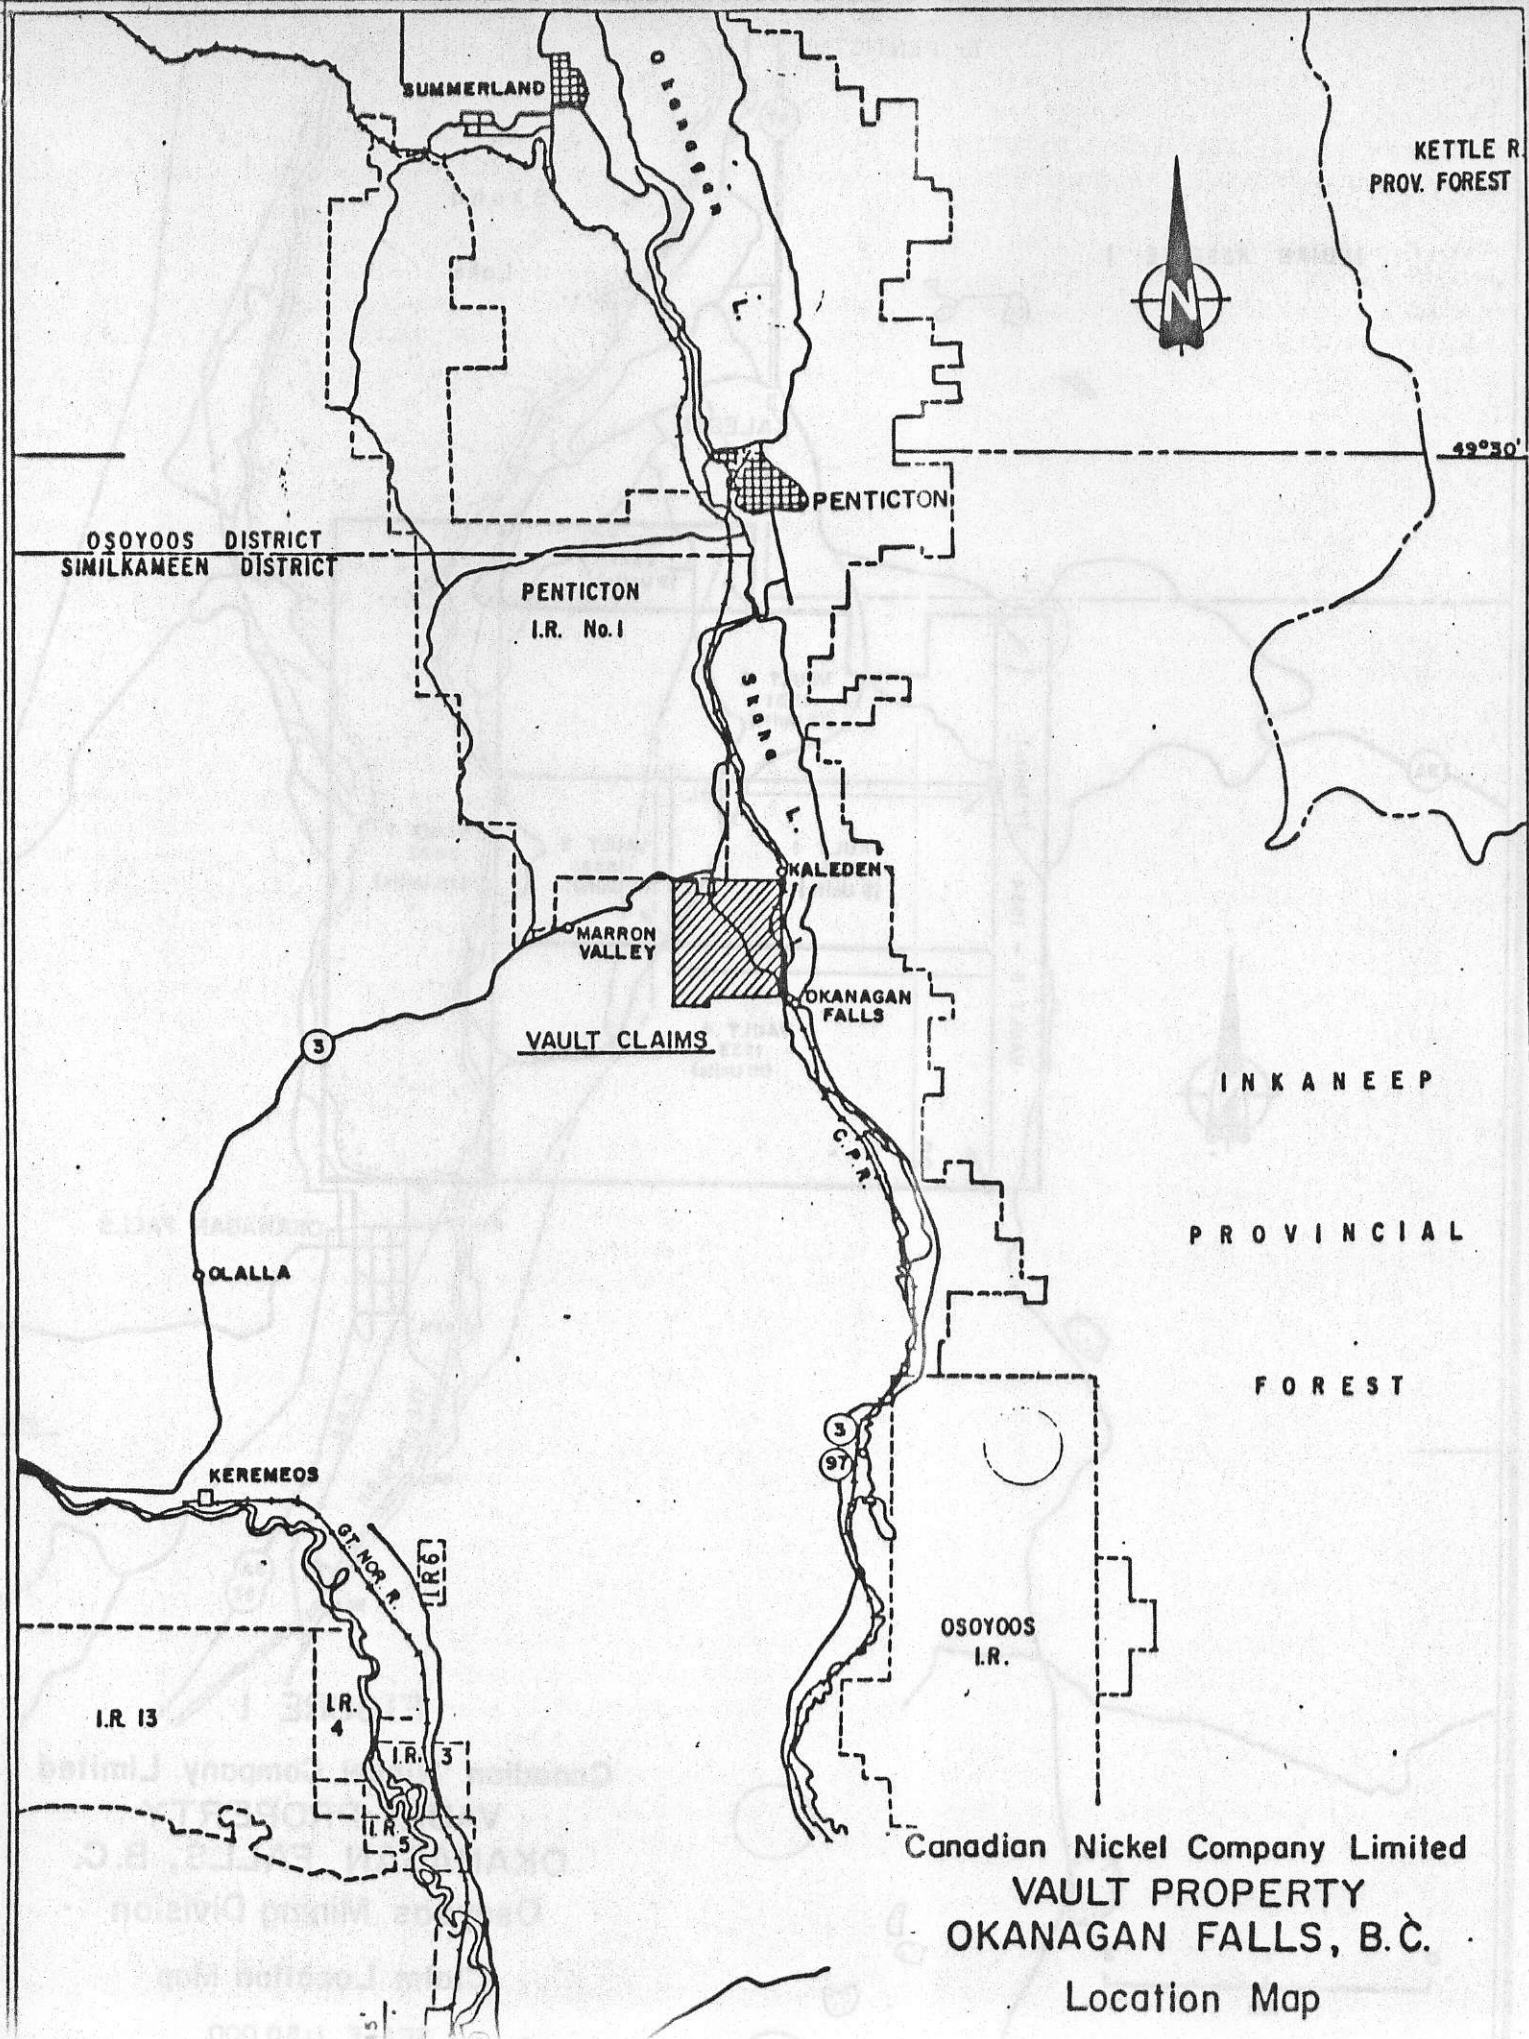 SUMMERLAND
Okanagan
L.
KETTLE R.
PROV. FOREST
N
49°30'
PENTICTON
OSOYOOS DISTRICT
SIMILKAMEEN DISTRICT
PENTICTON
I.R. No.1
Skaha
L.
KALEDEN
MARRON
VALLEY
OKANAGAN
FALLS
VAULT CLAIMS
3
INKANEEP
C.P.R.
PROVINCIAL
OLALLA
FOREST
3
97
KEREMEOS
GT. NOR. R.
I.R 6
OSOYOOS
I.R.
I.R. 13
I.R.
4
I.R. 3
I.R.
5
Canadian Nickel Company Limited
VAULT PROPERTY
OKANAGAN FALLS, B.C.
Location Map